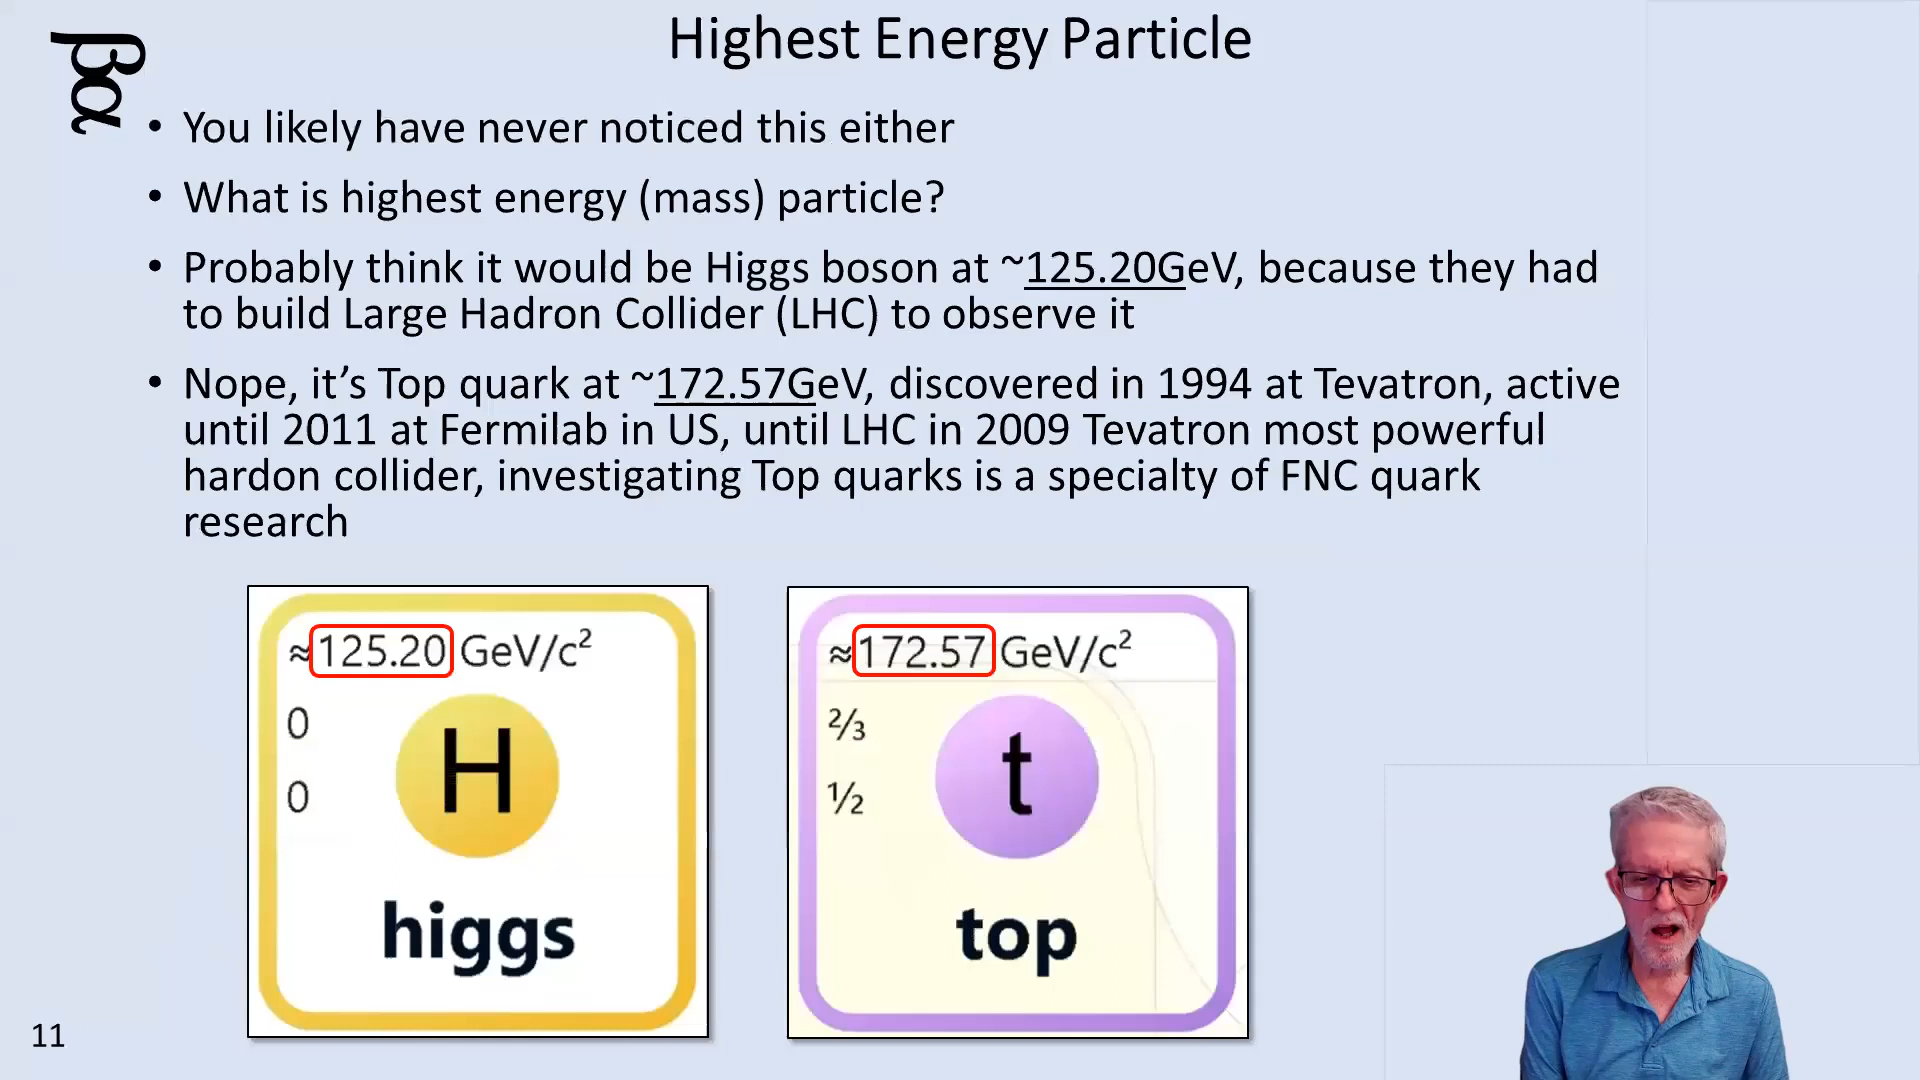 Highest Energy Particle
βα
• You likely have never noticed this either
• What is highest energy (mass) particle?
• Probably think it would be Higgs boson at ~125.20GeV, because they had
to build Large Hadron Collider (LHC) to observe it
• Nope, it’s Top quark at ~172.57GeV, discovered in 1994 at Tevatron, active
until 2011 at Fermilab in US, until LHC in 2009 Tevatron most powerful
hardon collider, investigating Top quarks is a specialty of FNC quark
research
≈125.20 GeV/c²
0
0
H
higgs
≈172.57 GeV/c²
⅔
½
t
top
11